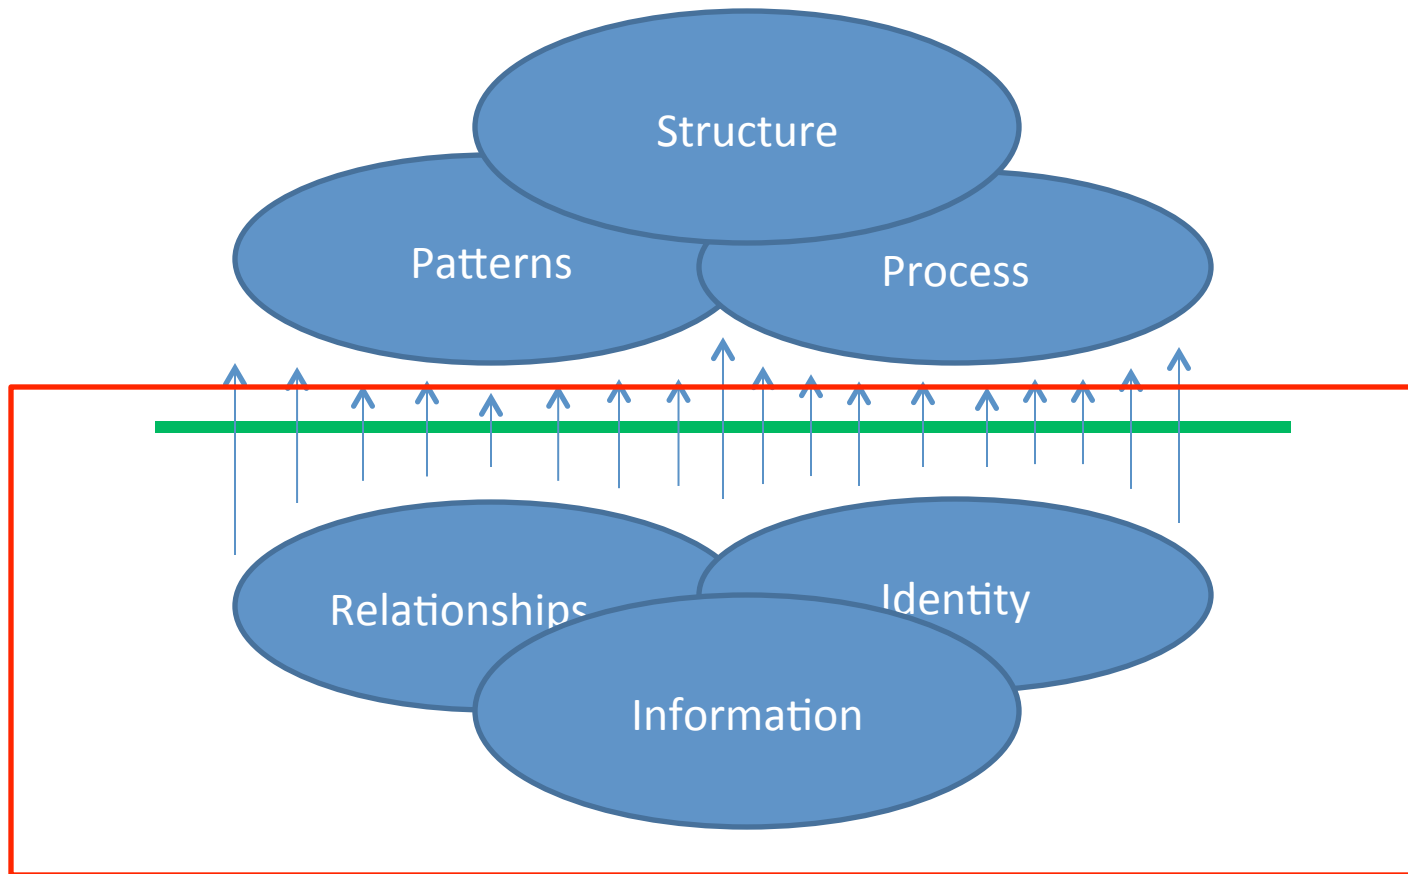 Structure
Patterns
Process
Relationships
Identity
Information